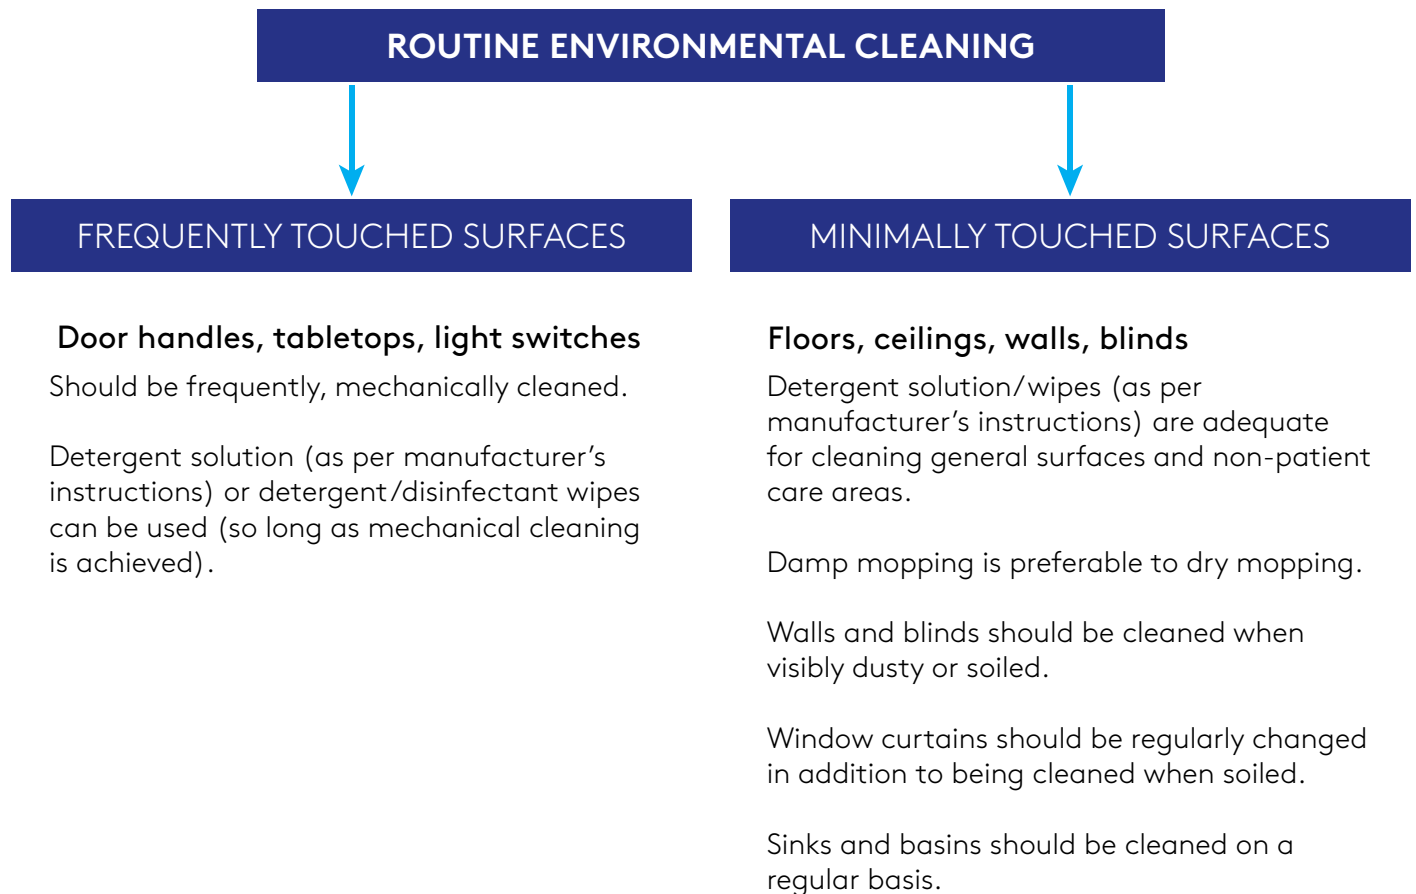 ROUTINE ENVIRONMENTAL CLEANING
FREQUENTLY TOUCHED SURFACES
Door handles, tabletops, light switches
Should be frequently, mechanically cleaned.
Detergent solution (as per manufacturer’s
instructions) or detergent/disinfectant wipes
can be used (so long as mechanical cleaning
is achieved).
MINIMALLY TOUCHED SURFACES
Floors, ceilings, walls, blinds
Detergent solution/wipes (as per
manufacturer’s instructions) are adequate
for cleaning general surfaces and non-patient
care areas.
Damp mopping is preferable to dry mopping.
Walls and blinds should be cleaned when
visibly dusty or soiled.
Window curtains should be regularly changed
in addition to being cleaned when soiled.
Sinks and basins should be cleaned on a
regular basis.